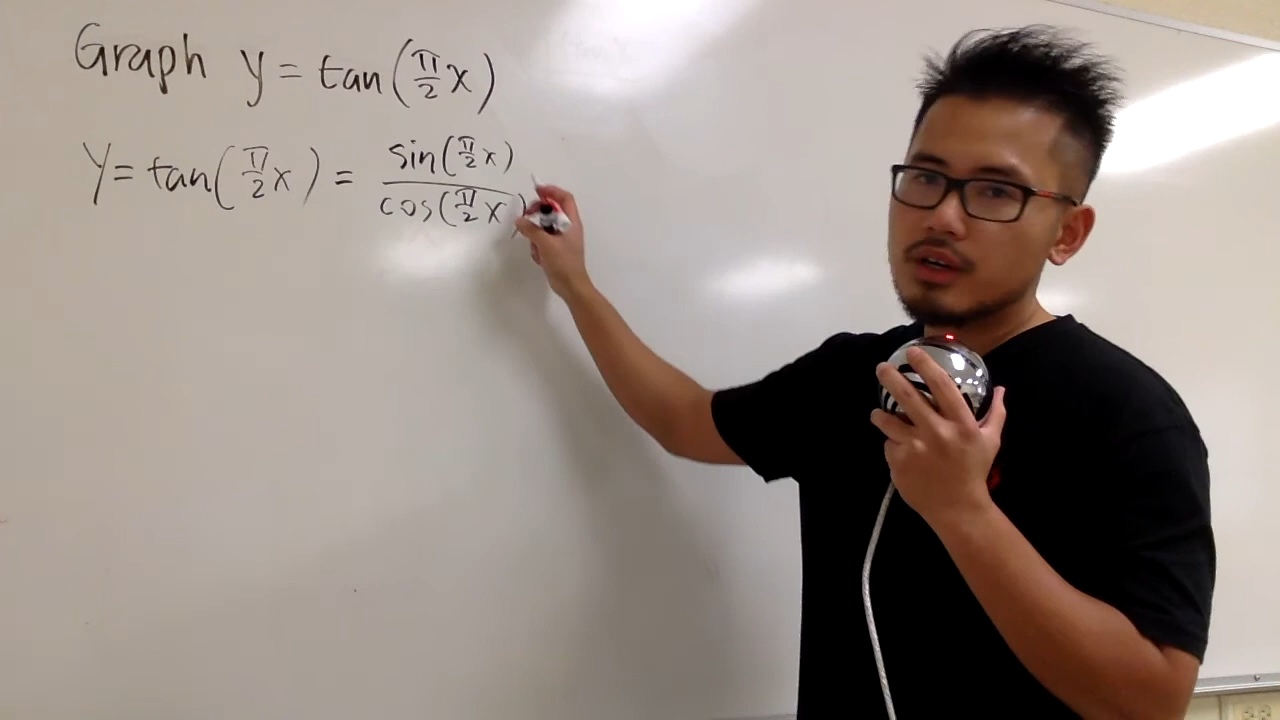 Graph y = tan(π/2 x)
y = tan(π/2 x) = sin(π/2 x) / cos(π/2 x)